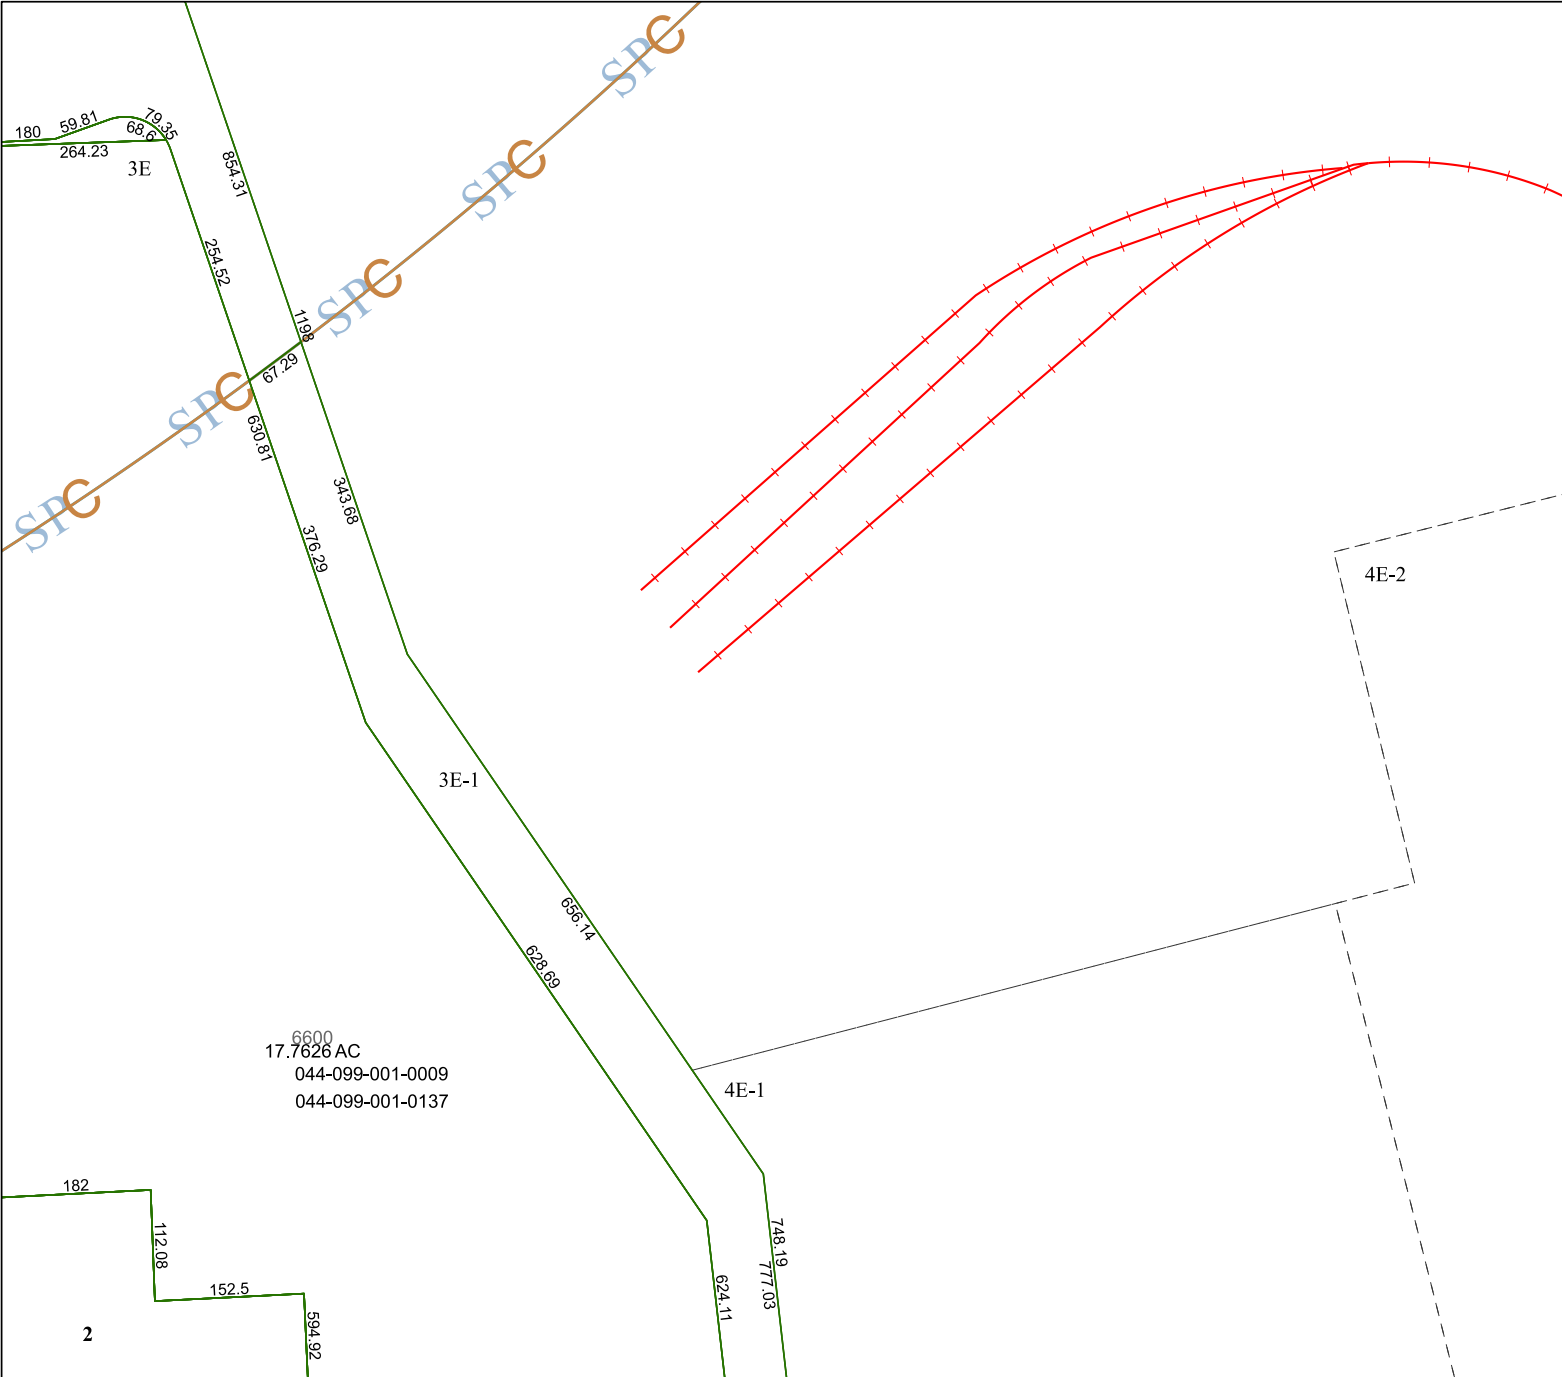 SPC
180
59.81
79.35
68.6
264.23
3E
854.31
SPC
254.52
SPC
1198
67.29
SPC
630.81
343.68
SPC
376.29
4E-2
3E-1
656.14
628.69
6600
17.7626 AC
044-099-001-0009
044-099-001-0137
4E-1
182
112.08
748.19
777.03
152.5
624.11
594.92
2